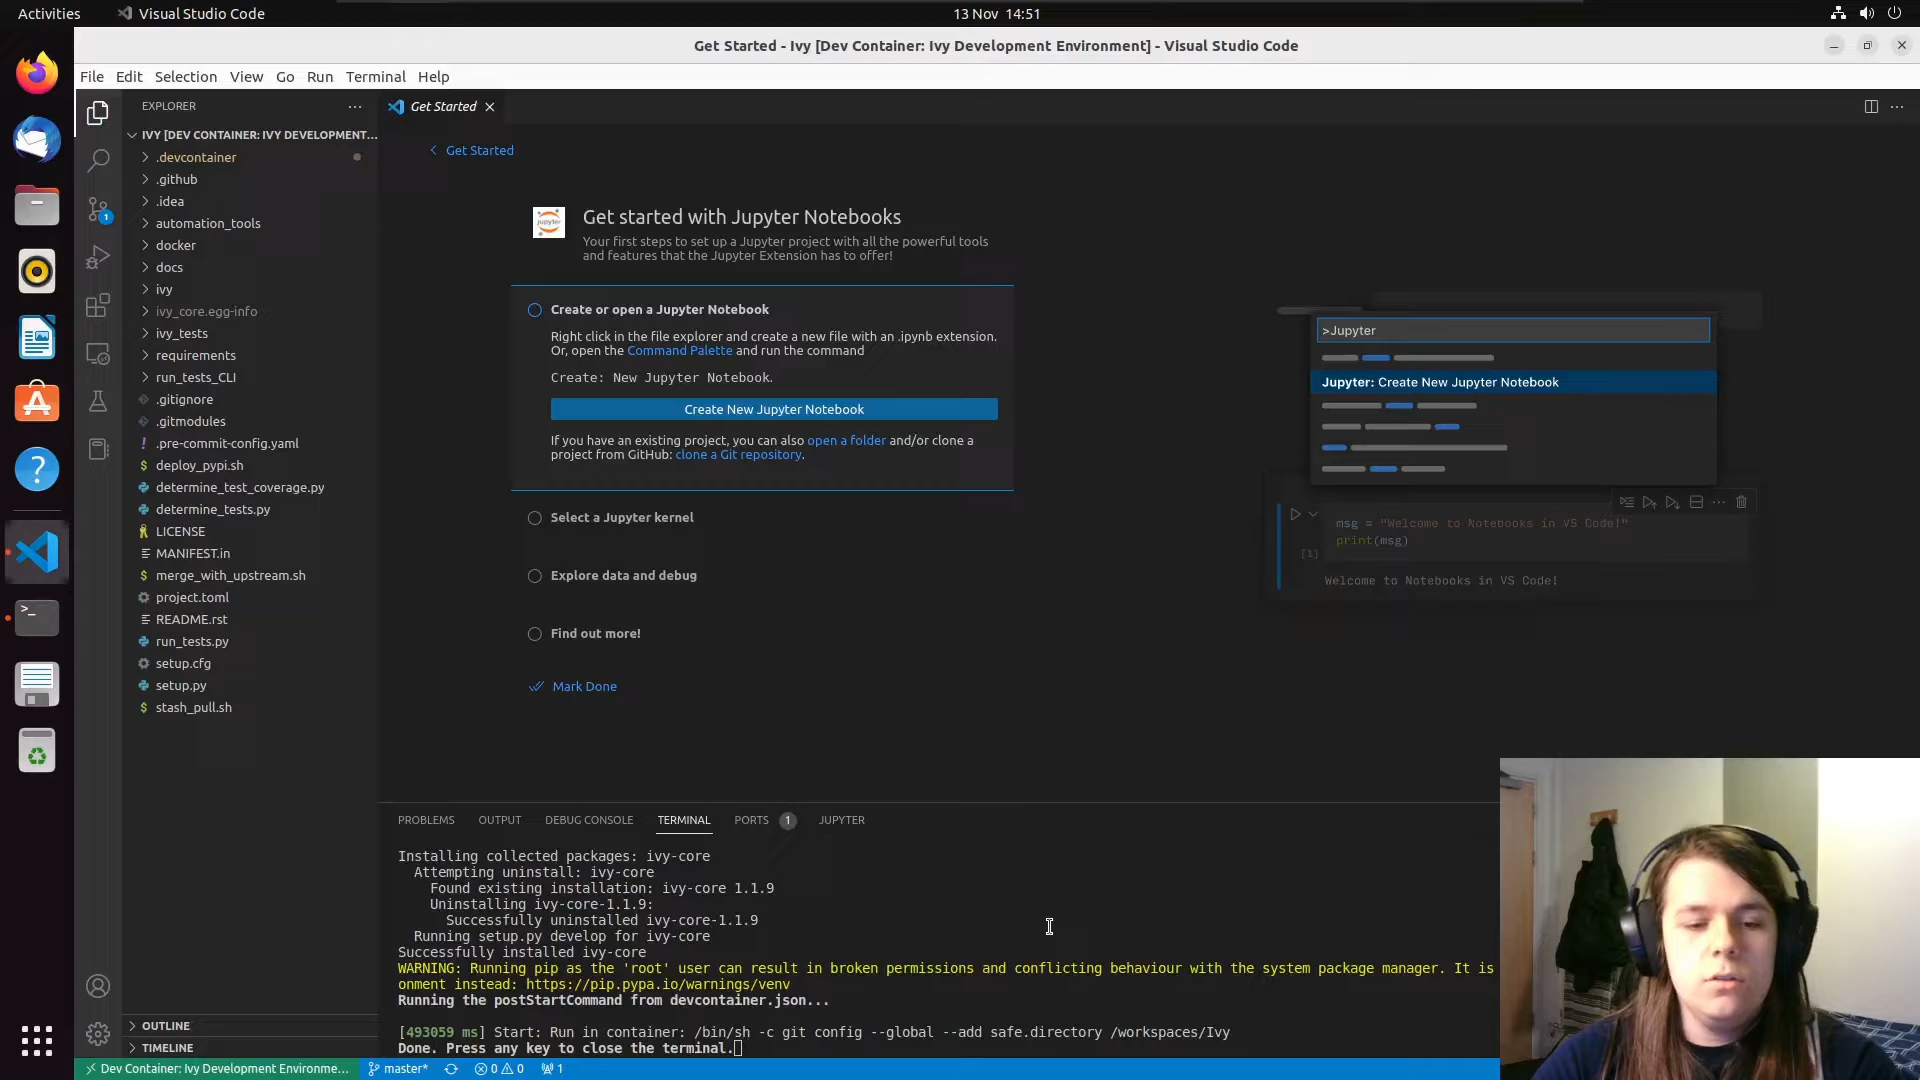 Activities
Visual Studio Code
13 Nov 14:51
Get Started - Ivy [Dev Container: Ivy Development Environment] - Visual Studio Code
File Edit Selection View Go Run Terminal Help
EXPLORER
Get Started
IVY [DEV CONTAINER: IVY DEVELOPMENT...
.devcontainer
.github
.idea
automation_tools
docker
docs
ivy
ivy_core.egg-info
ivy_tests
requirements
run_tests_CLI
.gitignore
.gitmodules
.pre-commit-config.yaml
deploy_pypi.sh
determine_test_coverage.py
determine_tests.py
LICENSE
MANIFEST.in
merge_with_upstream.sh
project.toml
README.rst
run_tests.py
setup.cfg
setup.py
stash_pull.sh
OUTLINE
TIMELINE
1
Get Started
jupyter
Get started with Jupyter Notebooks
Your first steps to set up a Jupyter project with all the powerful tools
and features that the Jupyter Extension has to offer!
Create or open a Jupyter Notebook
Right click in the file explorer and create a new file with an .ipynb extension.
Or, open the Command Palette and run the command
Create: New Jupyter Notebook.
Create New Jupyter Notebook
If you have an existing project, you can also open a folder and/or clone a
project from GitHub: clone a Git repository.
Select a Jupyter kernel
Explore data and debug
Find out more!
Mark Done
>Jupyter
Jupyter: Create New Jupyter Notebook
msg = "Welcome to Notebooks in VS Code!"
print(msg)
[1]
Welcome to Notebooks in VS Code!
PROBLEMS OUTPUT DEBUG CONSOLE TERMINAL PORTS 1 JUPYTER
Installing collected packages: ivy-core
Attempting uninstall: ivy-core
Found existing installation: ivy-core 1.1.9
Uninstalling ivy-core-1.1.9:
Successfully uninstalled ivy-core-1.1.9
Running setup.py develop for ivy-core
Successfully installed ivy-core
WARNING: Running pip as the 'root' user can result in broken permissions and conflicting behaviour with the system package manager. It is
onment instead: https://pip.pypa.io/warnings/venv
Running the postStartCommand from devcontainer.json...
[493059 ms] Start: Run in container: /bin/sh -c git config --global --add safe.directory /workspaces/Ivy
Done. Press any key to close the terminal.
Dev Container: Ivy Development Environme... master* 0 0 1